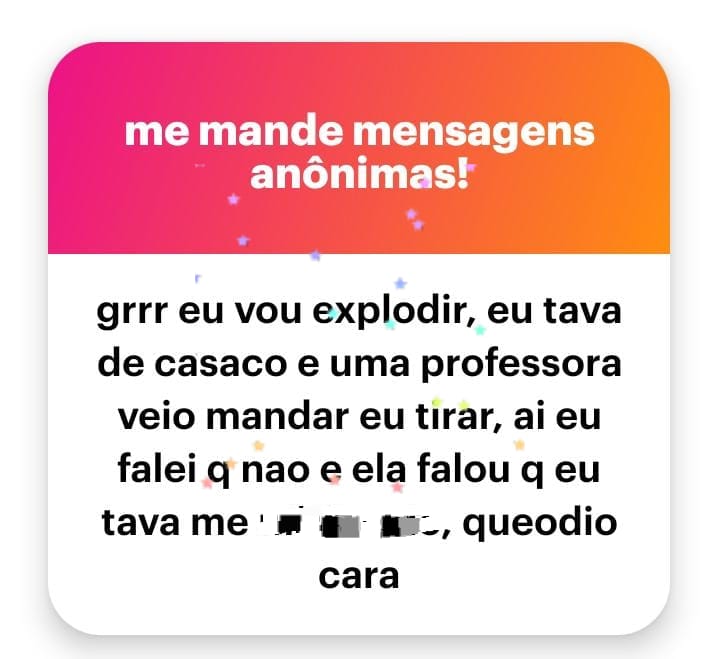 me mande mensagens
anônimas!
grrr eu vou explodir, eu tava
de casaco e uma professora
veio mandar eu tirar, ai eu
falei q nao e ela falou q eu
tava me , queodio
cara